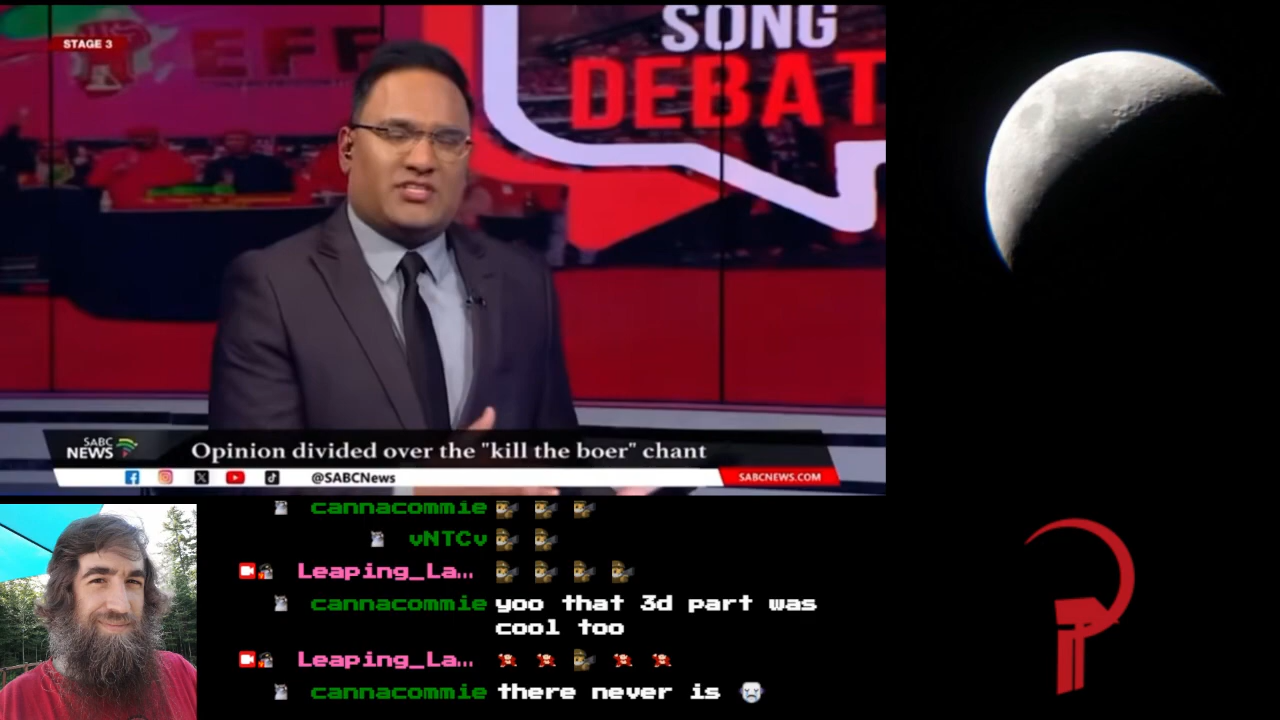 STAGE 3
EFF
SONG
DEBAT
SABC
NEWS
Opinion divided over the "kill the boer" chant
@SABCNews
SABCNEWS.COM
cannacommie
vNTCv
Leaping_La...
cannacommie yoo that 3d part was
cool too
Leaping_La...
cannacommie there never is